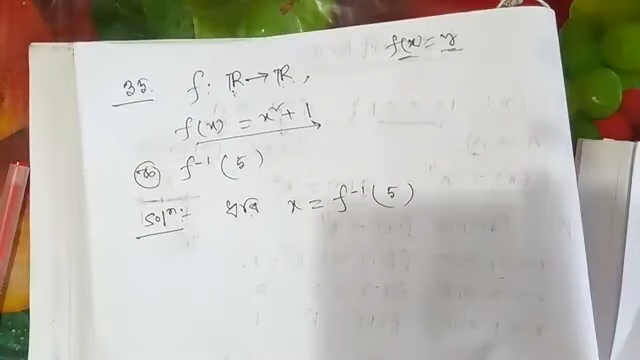 f(x) = y
35. f: ℝ→ℝ,
f(x) = x² + 1
(ক) f⁻¹(5)
Solⁿ:- ধরি x = f⁻¹(5)